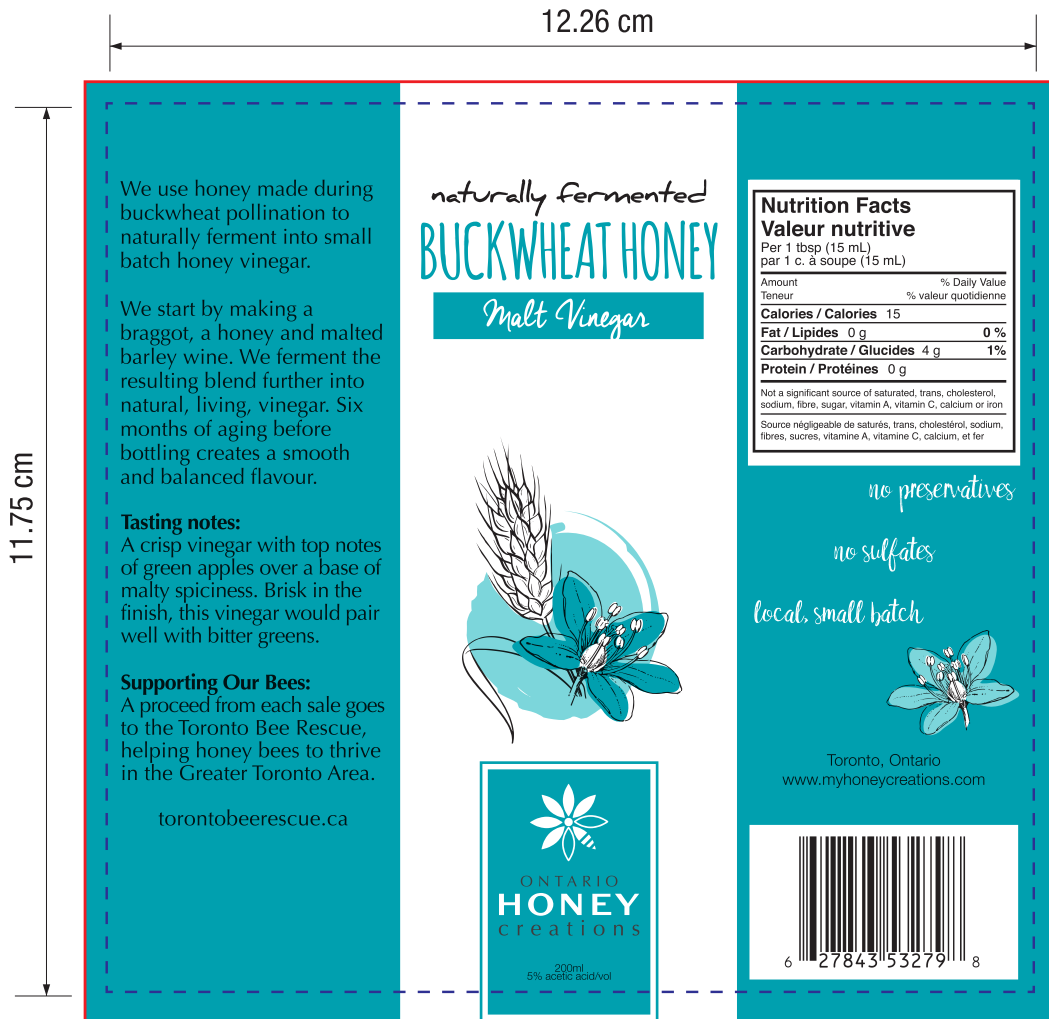 12.26 cm
11.75 cm
We use honey made during
buckwheat pollination to
naturally ferment into small
batch honey vinegar.
We start by making a
braggot, a honey and malted
barley wine. We ferment the
resulting blend further into
natural, living, vinegar. Six
months of aging before
bottling creates a smooth
and balanced flavour.
Tasting notes:
A crisp vinegar with top notes
of green apples over a base of
malty spiciness. Brisk in the
finish, this vinegar would pair
well with bitter greens.
Supporting Our Bees:
A proceed from each sale goes
to the Toronto Bee Rescue,
helping honey bees to thrive
in the Greater Toronto Area.
torontobeerescue.ca
naturally fermented
BUCKWHEAT HONEY
Malt Vinegar
ONTARIO
HONEY
creations
200ml
5% acetic acid/vol
Nutrition Facts
Valeur nutritive
Per 1 tbsp (15 mL)
par 1 c. à soupe (15 mL)
Amount % Daily Value
Teneur % valeur quotidienne
Calories / Calories 15
Fat / Lipides 0 g 0 %
Carbohydrate / Glucides 4 g 1%
Protein / Protéines 0 g
Not a significant source of saturated, trans, cholesterol,
sodium, fibre, sugar, vitamin A, vitamin C, calcium or iron
Source négligeable de saturés, trans, cholestérol, sodium,
fibres, sucres, vitamine A, vitamine C, calcium, et fer
no preservatives
no sulfates
local, small batch
Toronto, Ontario
www.myhoneycreations.com
6 27843 53279 8